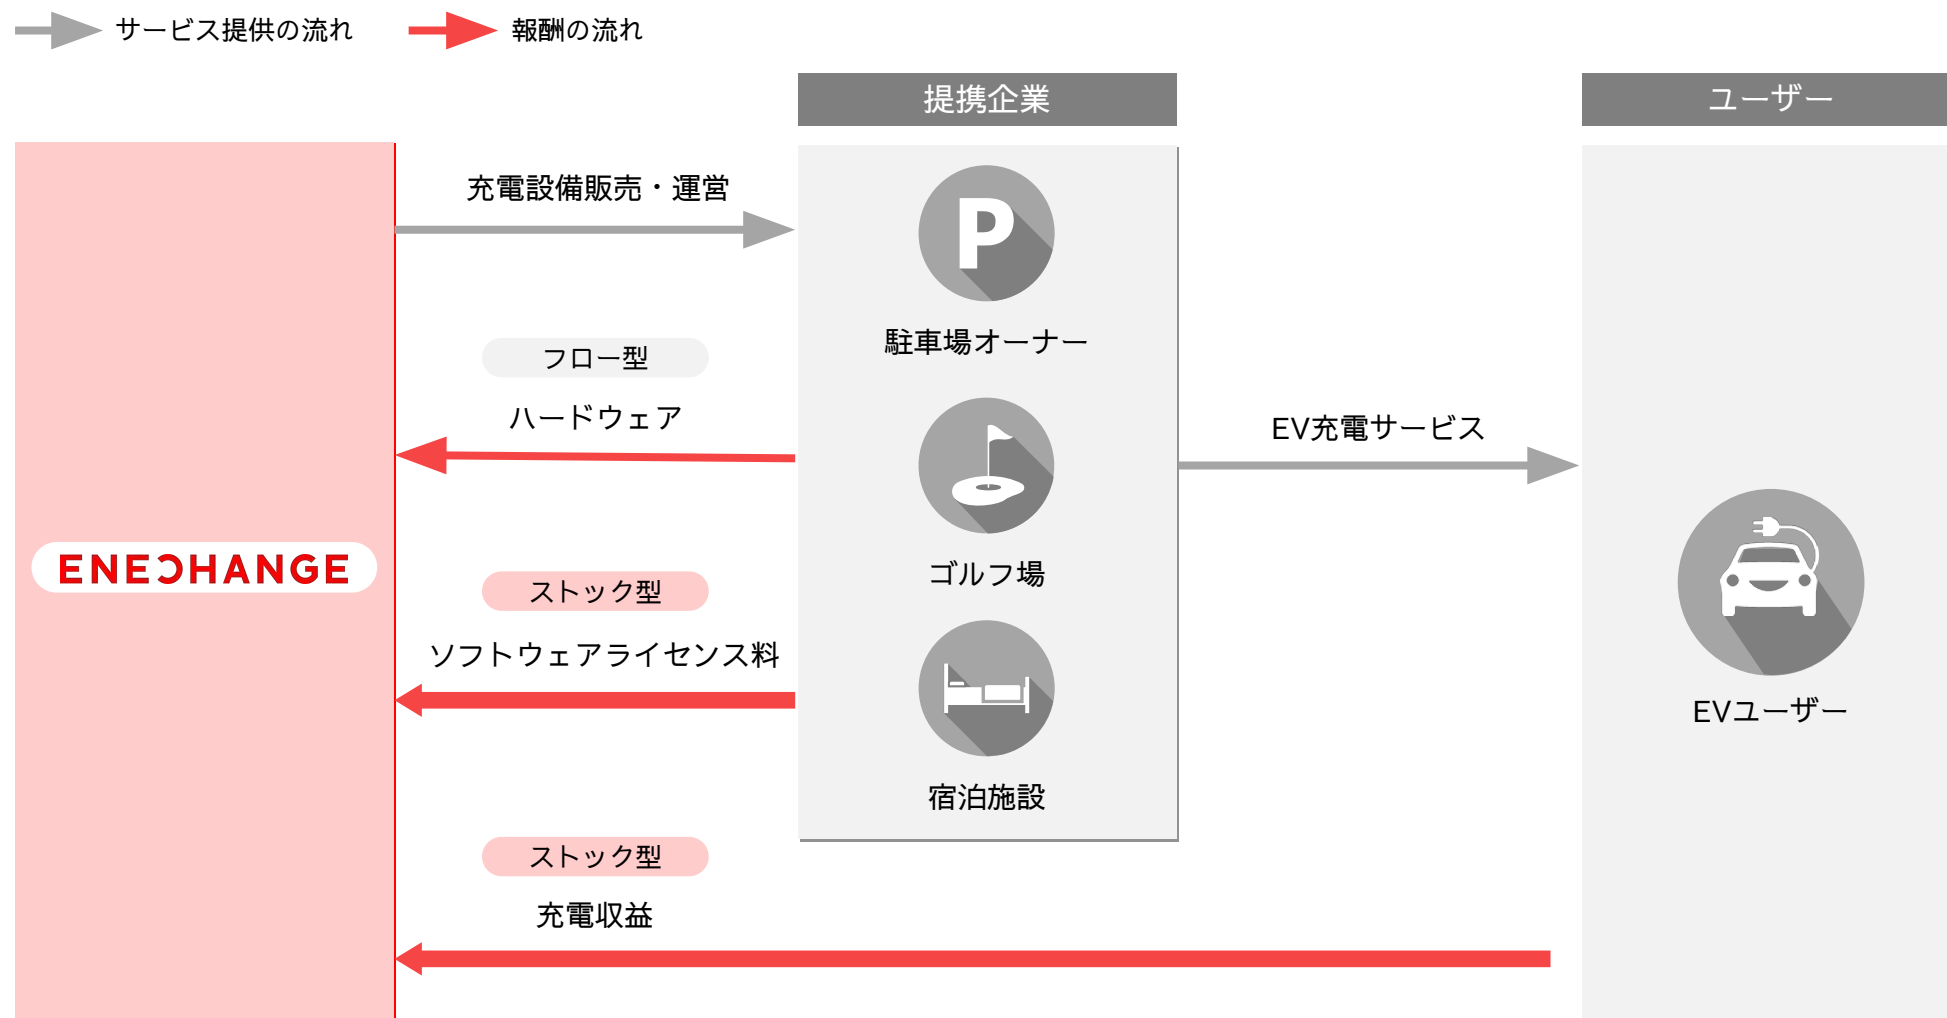 サービス提供の流れ
報酬の流れ
提携企業
ユーザー
充電設備販売・運営
P
駐車場オーナー
フロー型
ハードウェア
EV充電サービス
ENECHANGE
ゴルフ場
ストック型
ソフトウェアライセンス料
EVユーザー
宿泊施設
ストック型
充電収益